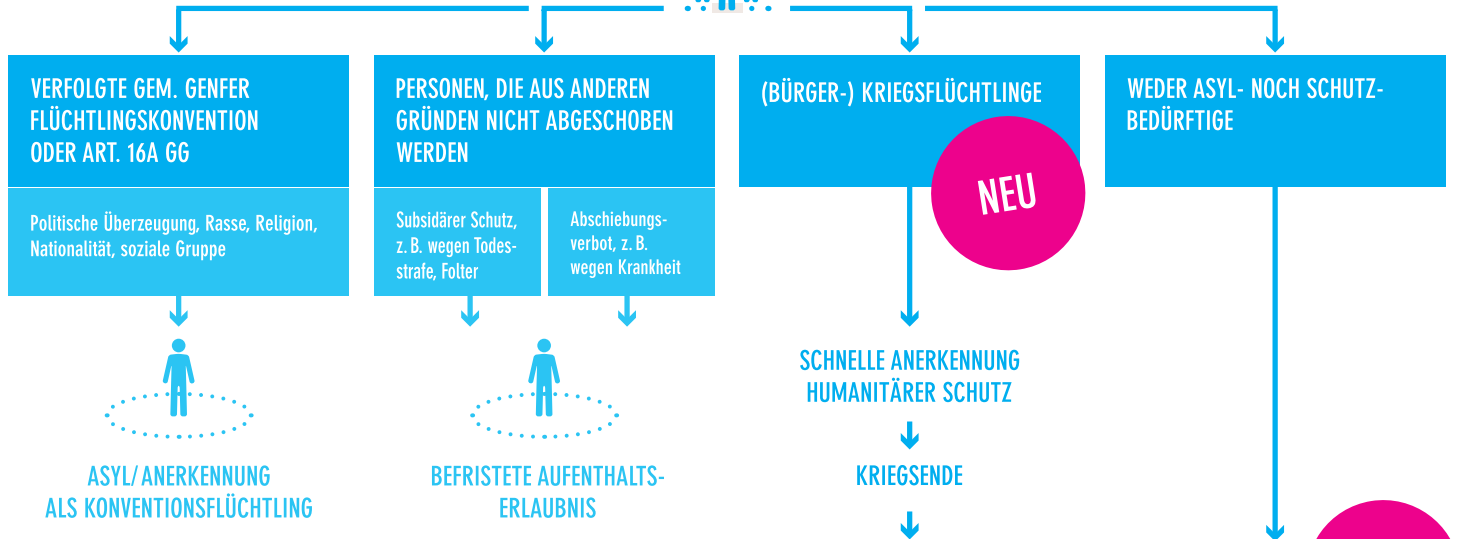 VERFOLGTE GEM. GENFER
FLÜCHTLINGSKONVENTION
ODER ART. 16A GG
Politische Überzeugung, Rasse, Religion,
Nationalität, soziale Gruppe
ASYL/ANERKENNUNG
ALS KONVENTIONSFLÜCHTLING
PERSONEN, DIE AUS ANDEREN
GRÜNDEN NICHT ABGESCHOBEN
WERDEN
Subsidärer Schutz,
z. B. wegen Todes-
strafe, Folter
Abschiebungs-
verbot, z. B.
wegen Krankheit
BEFRISTETE AUFENTHALTS-
ERLAUBNIS
(BÜRGER-) KRIEGSFLÜCHTLINGE
NEU
SCHNELLE ANERKENNUNG
HUMANITÄRER SCHUTZ
KRIEGSENDE
WEDER ASYL- NOCH SCHUTZ-
BEDÜRFTIGE